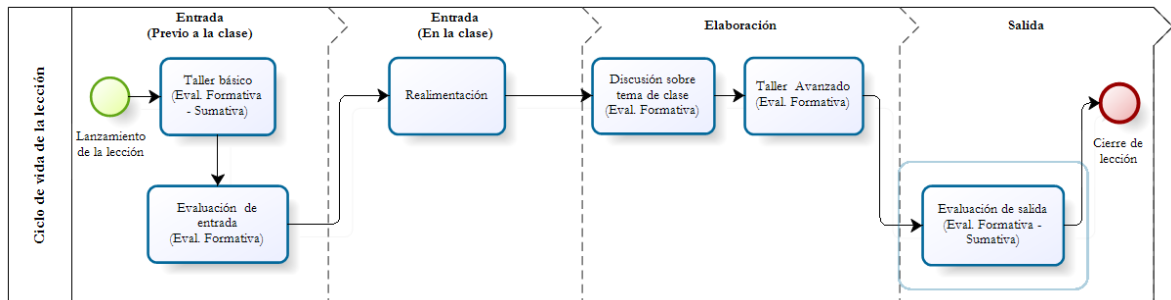 Ciclo de vida de la lección
Entrada
(Previo a la clase)
Entrada
(En la clase)
Elaboración
Salida
Lanzamiento
de la lección
Taller básico
(Eval. Formativa
- Sumativa)
Evaluación de
entrada
(Eval. Formativa)
Realimentación
Discusión sobre
tema de clase
(Eval. Formativa)
Taller Avanzado
(Eval. Formativa)
Evaluación de salida
(Eval. Formativa -
Sumativa)
Cierre de
lección